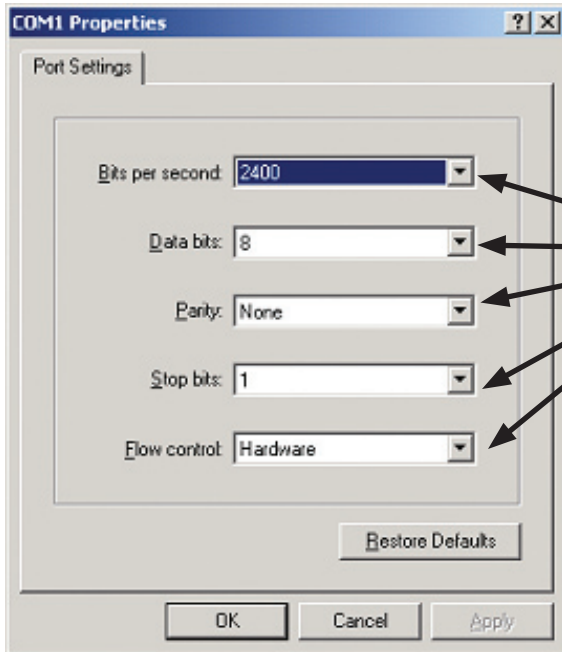 COM1 Properties
Port Settings
Bits per second: 2400
Data bits: 8
Parity: None
Stop bits: 1
Flow control: Hardware
Restore Defaults
OK Cancel Apply